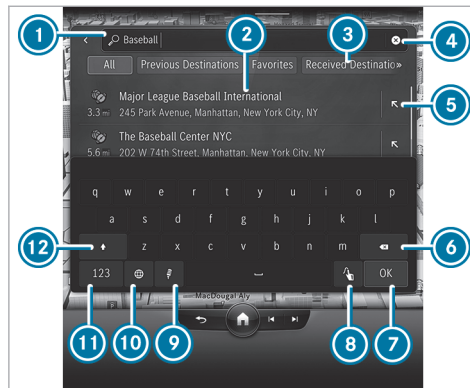 1
2
3
4
Baseball
All Previous Destinations Favorites Received Destinatio»
Major League Baseball International
5
3.3 m 245 Park Avenue, Manhattan, New York City, NY
The Baseball Center NYC
5.6 m 202 W 74th Street, Manhattan, New York City, NY
q w e r t y u i o p
a s d f g h j k l
12
z x c v b n m
6
123
OK
MacDougal Aly
11
10
9
8
7